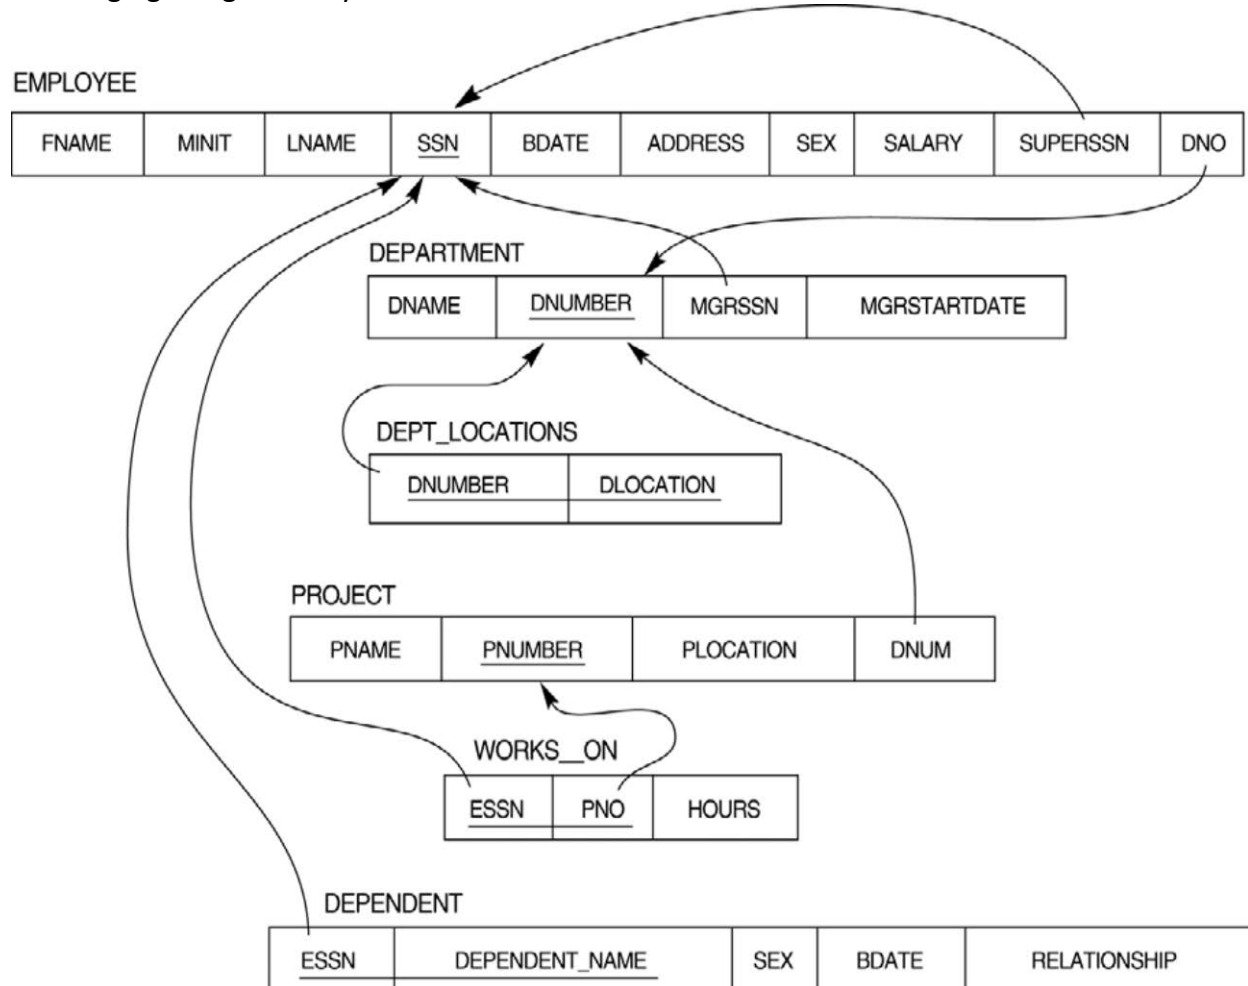 EMPLOYEE
FNAME MINIT LNAME SSN BDATE ADDRESS SEX SALARY SUPERSSN DNO
DEPARTMENT
DNAME DNUMBER MGRSSN MGRSTARTDATE
DEPT_LOCATIONS
DNUMBER DLOCATION
PROJECT
PNAME PNUMBER PLOCATION DNUM
WORKS__ON
ESSN PNO HOURS
DEPENDENT
ESSN DEPENDENT_NAME SEX BDATE RELATIONSHIP